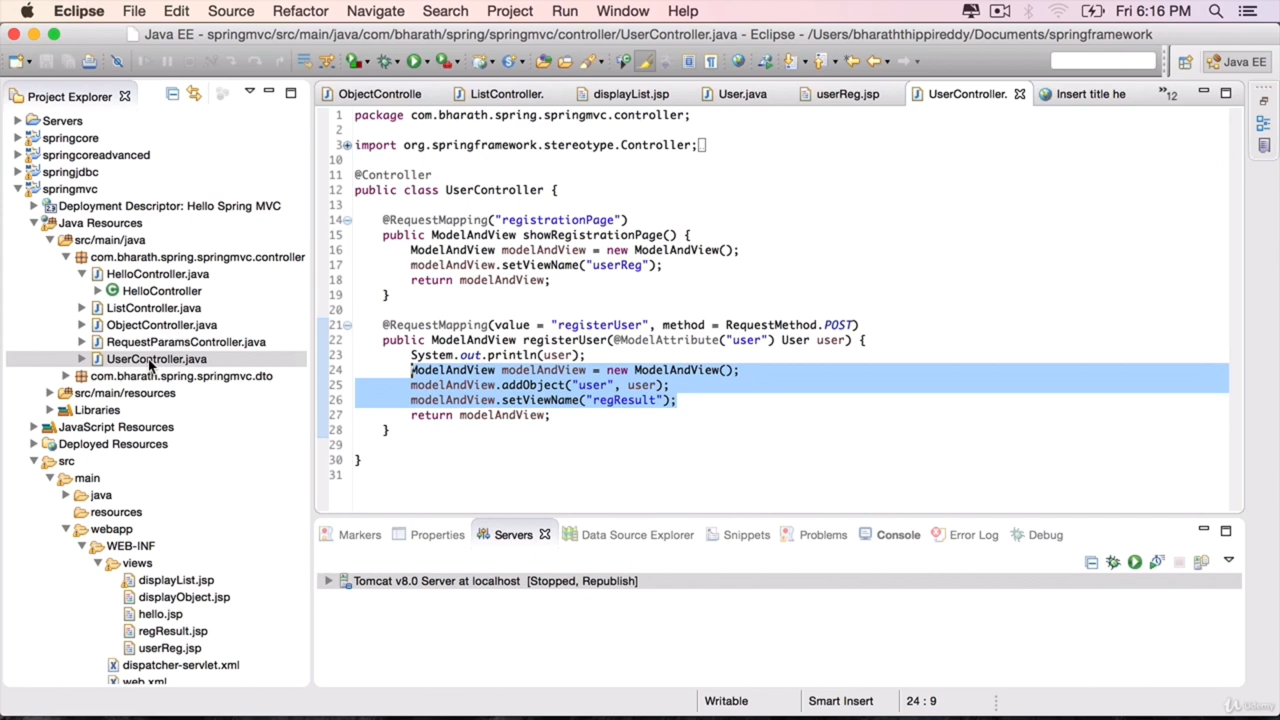 Eclipse File Edit Source Refactor Navigate Search Project Run Window Help Fri 6:16 PM
Java EE - springmvc/src/main/java/com/bharath/spring/springmvc/controller/UserController.java - Eclipse - /Users/bharaththippireddy/Documents/springframework
Java EE
Project Explorer
ObjectControlle ListController. displayList.jsp User.java userReg.jsp UserController. Insert title he »12
Servers
springcore
springcoreadvanced
springjdbc
springmvc
Deployment Descriptor: Hello Spring MVC
Java Resources
src/main/java
com.bharath.spring.springmvc.controller
HelloController.java
HelloController
ListController.java
ObjectController.java
RequestParamsController.java
UserController.java
com.bharath.spring.springmvc.dto
src/main/resources
Libraries
JavaScript Resources
Deployed Resources
src
main
java
resources
webapp
WEB-INF
views
displayList.jsp
displayObject.jsp
hello.jsp
regResult.jsp
userReg.jsp
dispatcher-servlet.xml
web.xml
1 package com.bharath.spring.springmvc.controller;
2
3 import org.springframework.stereotype.Controller;
10
11 @Controller
12 public class UserController {
13
14 @RequestMapping("registrationPage")
15 public ModelAndView showRegistrationPage() {
16 ModelAndView modelAndView = new ModelAndView();
17 modelAndView.setViewName("userReg");
18 return modelAndView;
19 }
20
21 @RequestMapping(value = "registerUser", method = RequestMethod.POST)
22 public ModelAndView registerUser(@ModelAttribute("user") User user) {
23 System.out.println(user);
24 ModelAndView modelAndView = new ModelAndView();
25 modelAndView.addObject("user", user);
26 modelAndView.setViewName("regResult");
27 return modelAndView;
28 }
29
30 }
31
Markers Properties Servers Data Source Explorer Snippets Problems Console Error Log Debug
Tomcat v8.0 Server at localhost [Stopped, Republish]
Writable Smart Insert 24 : 9
Udemy